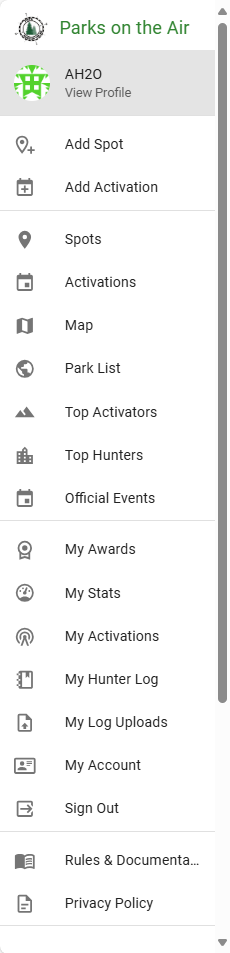 Parks on the Air
AH2O
View Profile
Add Spot
Add Activation
Spots
Activations
Map
Park List
Top Activators
Top Hunters
Official Events
My Awards
My Stats
My Activations
My Hunter Log
My Log Uploads
My Account
Sign Out
Rules & Documenta...
Privacy Policy